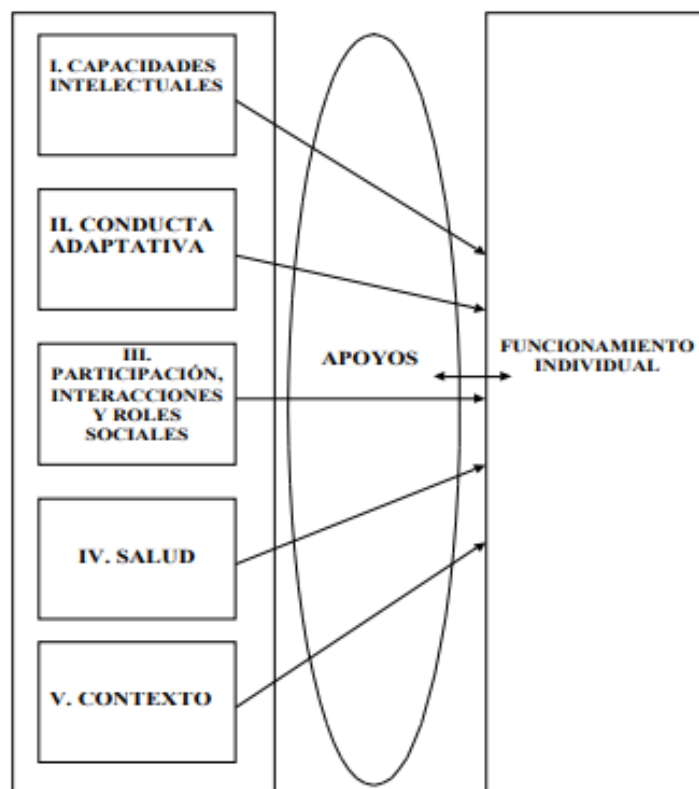 I. CAPACIDADES
INTELECTUALES
II. CONDUCTA
ADAPTATIVA
III.
PARTICIPACIÓN,
INTERACCIONES
Y ROLES
SOCIALES
IV. SALUD
V. CONTEXTO
APOYOS
FUNCIONAMIENTO
INDIVIDUAL